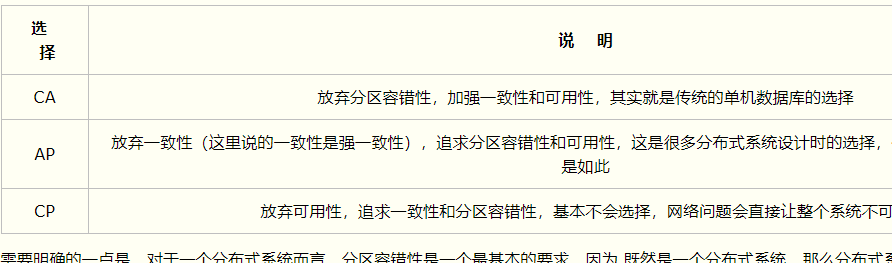 选
择
说 明
CA
放弃分区容错性，加强一致性和可用性，其实就是传统的单机数据库的选择
AP
放弃一致性（这里说的一致性是强一致性），追求分区容错性和可用性，这是很多分布式系统设计时的选择，
是如此
CP
放弃可用性，追求一致性和分区容错性，基本不会选择，网络问题会直接让整个系统不可
需要明确的一点是，对于一个分布式系统而言，分区容错性是一个最基本的要求。因为 既然是一个分布式系统，那么分布式系